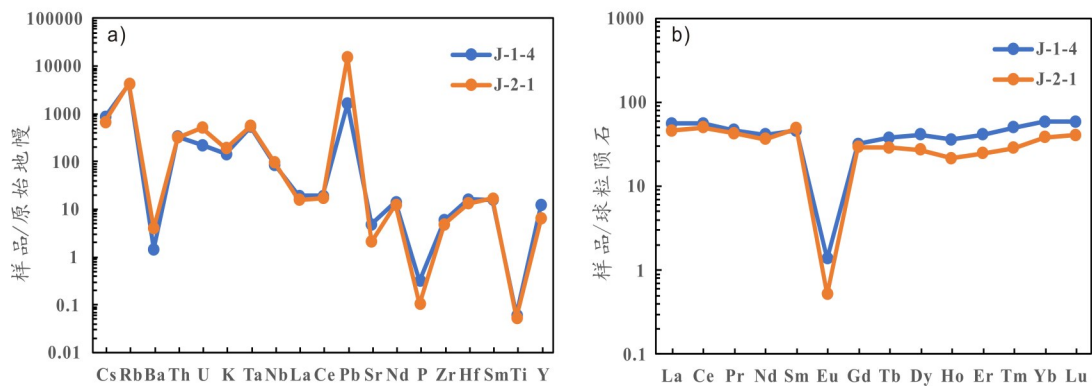 a)
J-1-4
J-2-1
100000
10000
1000
100
10
1
0.1
0.01
样品/原始地幔
Cs Rb Ba Th U K Ta Nb La Ce Pb Sr Nd P Zr Hf Sm Ti Y
b)
J-1-4
J-2-1
1000
100
10
1
0.1
样品/球粒陨石
La Ce Pr Nd Sm Eu Gd Tb Dy Ho Er Tm Yb Lu